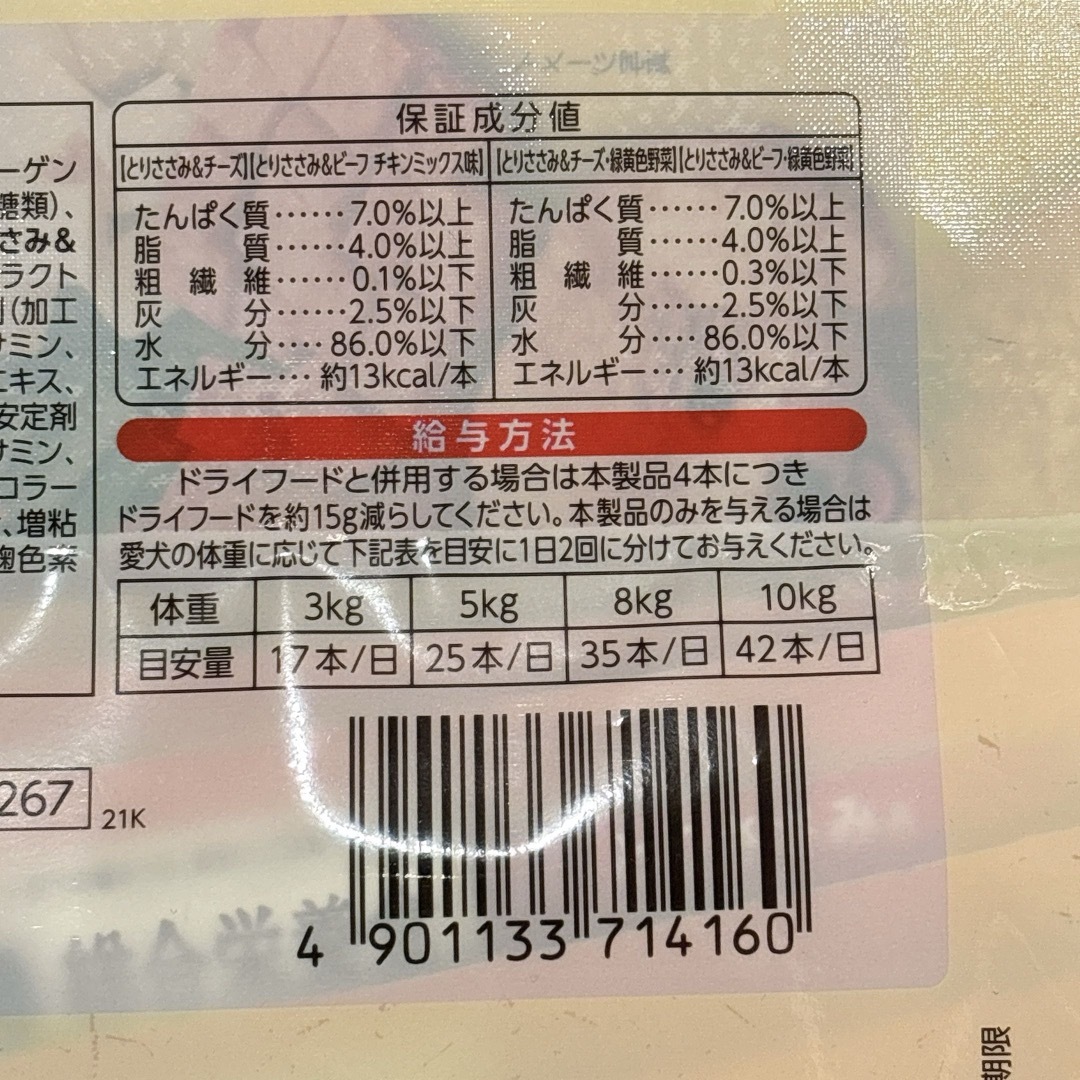 保証成分値
【とりささみ&チーズ】【とりささみ&ビーフ チキンミックス味】
たんぱく質……7.0%以上
脂質……4.0%以上
粗繊維……0.1%以下
灰分……2.5%以下
水分…・86.0%以下
エネルギー…約13kcal/本
【とりささみ&チーズ・緑黄色野菜】【とりささみ&ビーフ・緑黄色野菜】
たんぱく質……7.0%以上
脂質……4.0%以上
粗繊維……0.3%以下
灰分……2.5%以下
水分…・86.0%以下
エネルギー…約13kcal/本
ーゲン
糖類)、
さみ&
ラクト
(加工
サミン、
エキス、
安定剤
サミン、
コラー
、増粘
麹色素
給与方法
ドライフードと併用する場合は本製品4本につき
ドライフードを約15g減らしてください。本製品のみを与える場合は
愛犬の体重に応じて下記表を目安に1日2回に分けてお与えください。
体重 3kg 5kg 8kg 10kg
目安量 17本/日 25本/日 35本/日 42本/日
267
21K
4 901133 714160
期限